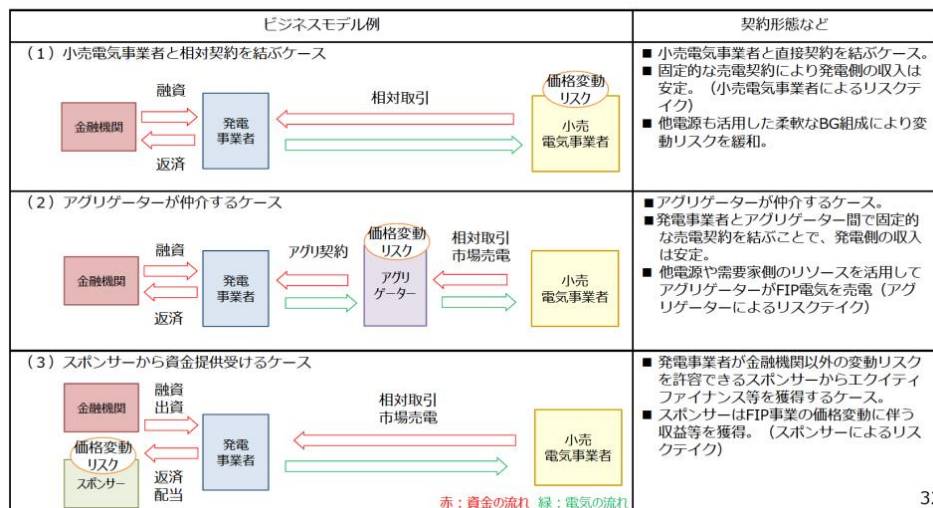 ビジネスモデル例
契約形態など
（1）小売電気事業者と相対契約を結ぶケース
金融機関
融資
返済
発電
事業者
相対取引
価格変動
リスク
小売
電気事業者
■ 小売電気事業者と直接契約を結ぶケース。
■ 固定的な売電契約により発電側の収入は
安定。（小売電気事業者によるリスクテ
イク）
■ 他電源も活用した柔軟なBG組成により変
動リスクを緩和。
（2）アグリゲーターが仲介するケース
金融機関
融資
返済
発電
事業者
アグリ契約
価格変動
リスク
アグリ
ゲーター
相対取引
市場売電
小売
電気事業者
■アグリゲーターが仲介するケース。
■発電事業者とアグリゲーター間で固定的
な売電契約を結ぶことで、発電側の収入
は安定。
■ 他電源や需要家側のリソースを活用して
アグリゲーターがFIP電気を売電（アグ
リゲーターによるリスクテイク）
（3）スポンサーから資金提供受けるケース
金融機関
融資
出資
価格変動
リスク
スポンサー
返済
配当
発電
事業者
相対取引
市場売電
小売
電気事業者
■ 発電事業者が金融機関以外の変動リスク
を許容できるスポンサーからエクイティ
ファイナンス等を獲得するケース。
■ スポンサーはFIP事業の価格変動に伴う
収益等を獲得。（スポンサーによるリス
クテイク）
赤：資金の流れ 緑：電気の流れ